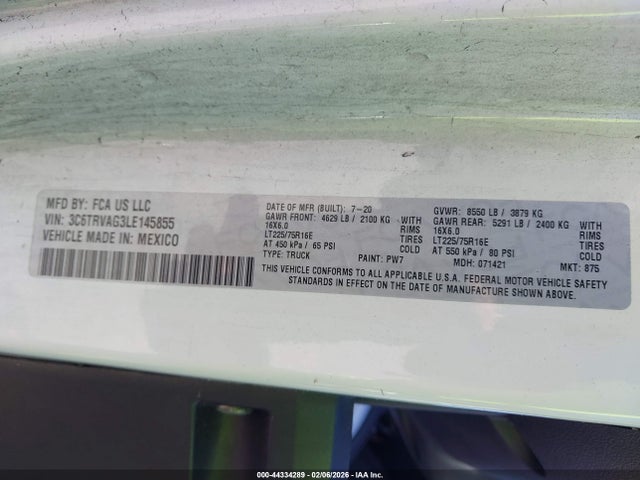 MFD BY: FCA US LLC
VIN: 3C6TRVAG3LE145855
VEHICLE MADE IN: MEXICO
DATE OF MFR (BUILT): 7-20 GVWR: 8550 LB / 3879 KG
GAWR FRONT: 4629 LB / 2100 KG GAWR REAR: 5291 LB / 2400 KG
16X6.0 RIMS 16X6.0 RIMS
LT225/75R16E TIRES LT225/75R16E TIRES
AT 450 kPa / 65 PSI COLD AT 550 kPa / 80 PSI COLD
TYPE: TRUCK PAINT: PW7 MDH: 071421 MKT: 875
THIS VEHICLE CONFORMS TO ALL APPLICABLE U.S.A. FEDERAL MOTOR VEHICLE SAFETY
STANDARDS IN EFFECT ON THE DATE OF MANUFACTURE SHOWN ABOVE.
000-44334289 - 02/06/2026 - IAA Inc.